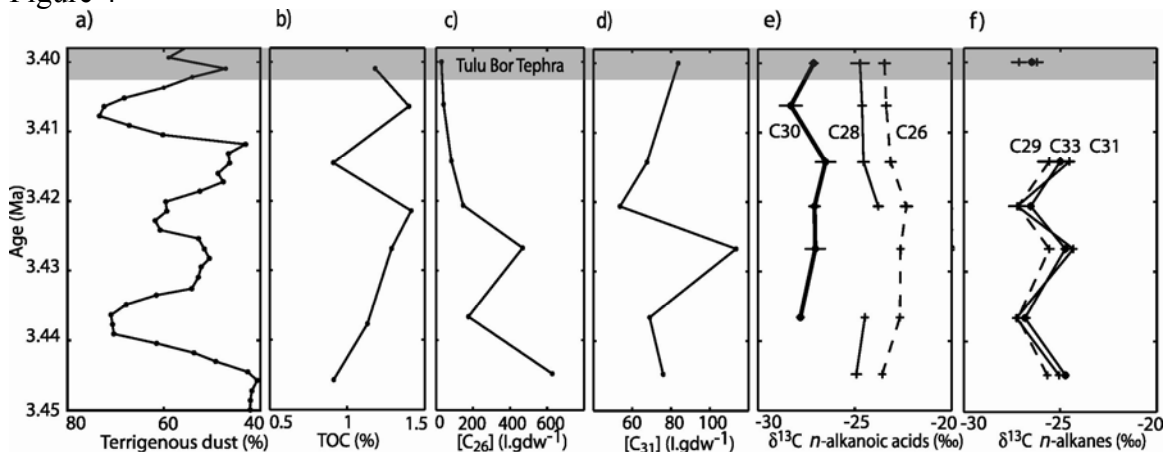 a) b) c) d) e) f)
3.40
3.41
3.42
3.43
3.44
3.45
Age (Ma)
Tulu Bor Tephra
C30 C28 C26
C29 C33 C31
80 60 40
0.5 1 1.5
0 200 400 600
60 80 100
-30 -25 -20
-30 -25 -20
Terrigenous dust (%)
TOC (%)
[C26] (l.gdw⁻¹)
[C31] (l.gdw⁻¹)
δ¹³C n-alkanoic acids (‰)
δ¹³C n-alkanes (‰)